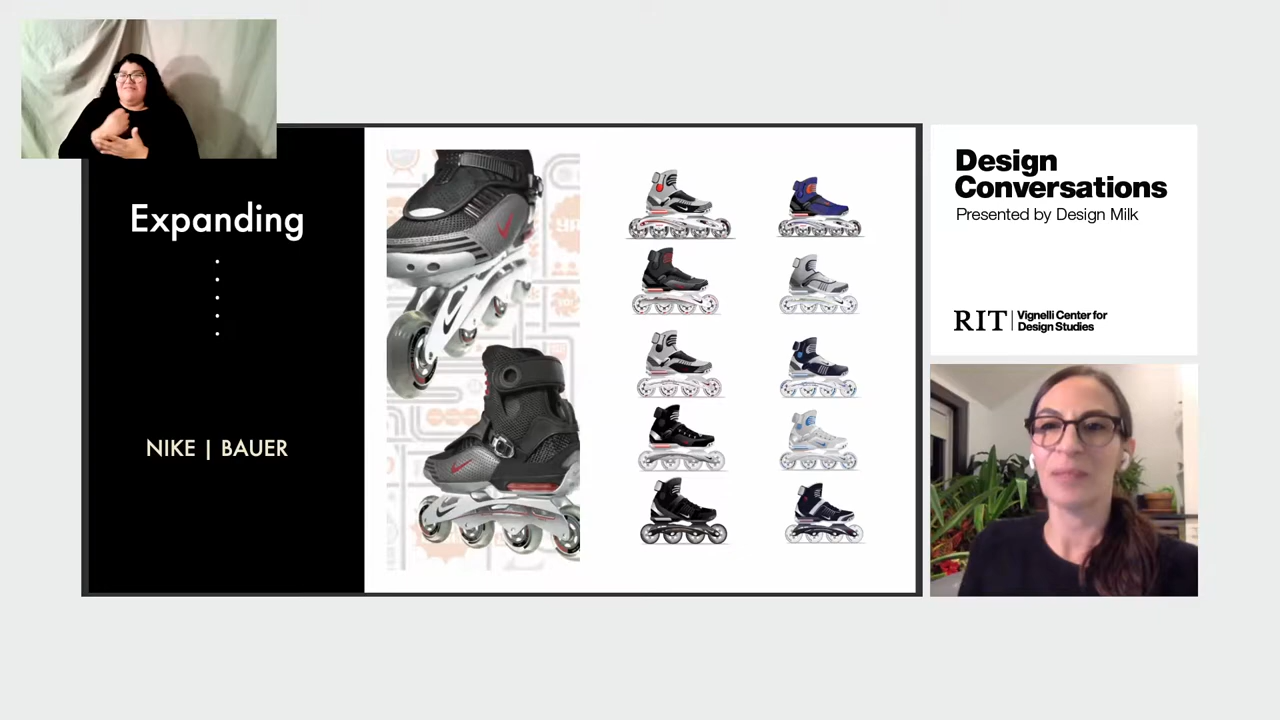 Expanding
NIKE | BAUER
Design
Conversations
Presented by Design Milk
RIT | Vignelli Center for
Design Studies